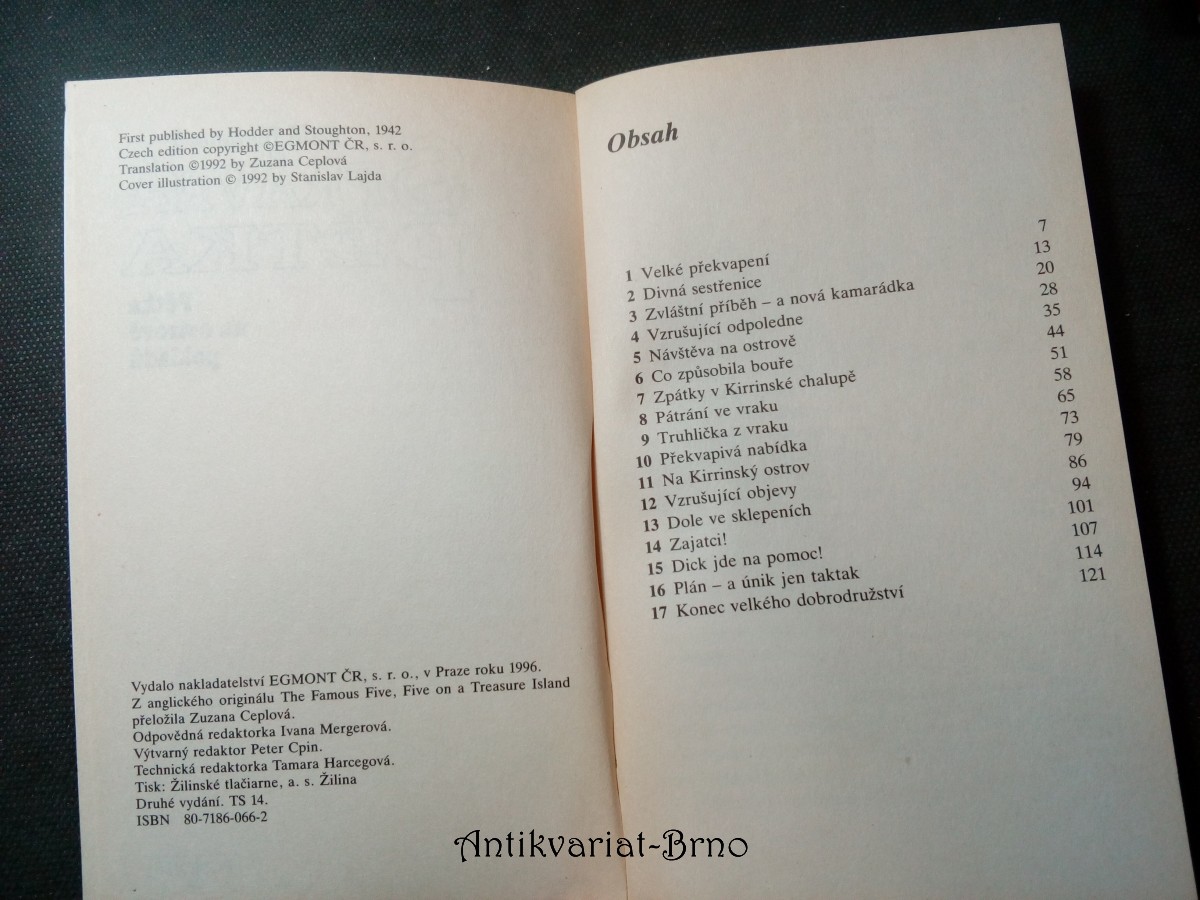 First published by Hodder and Stoughton, 1942
Czech edition copyright ©EGMONT ČR, s. r. o.
Translation ©1992 by Zuzana Ceplová
Cover illustration © 1992 by Stanislav Lajda
Vydalo nakladatelství EGMONT ČR, s. r. o., v Praze roku 1996.
Z anglického originálu The Famous Five, Five on a Treasure Island
přeložila Zuzana Ceplová.
Odpovědná redaktorka Ivana Mergerová.
Výtvarný redaktor Peter Cpin.
Technická redaktorka Tamara Harcegová.
Tisk: Žilinské tlačiarne, a. s. Žilina
Druhé vydání. TS 14.
ISBN 80-7186-066-2
Obsah
1 Velké překvapení 7
2 Divná sestřenice 13
3 Zvláštní příběh – a nová kamarádka 20
4 Vzrušující odpoledne 28
5 Návštěva na ostrově 35
6 Co způsobila bouře 44
7 Zpátky v Kirrinské chalupě 51
8 Pátrání ve vraku 58
9 Truhlička z vraku 65
10 Překvapivá nabídka 73
11 Na Kirrinský ostrov 79
12 Vzrušující objevy 86
13 Dole ve sklepeních 94
14 Zajatci! 101
15 Dick jde na pomoc! 107
16 Plán – a únik jen taktak 114
17 Konec velkého dobrodružství 121
Antikvariat-Brno